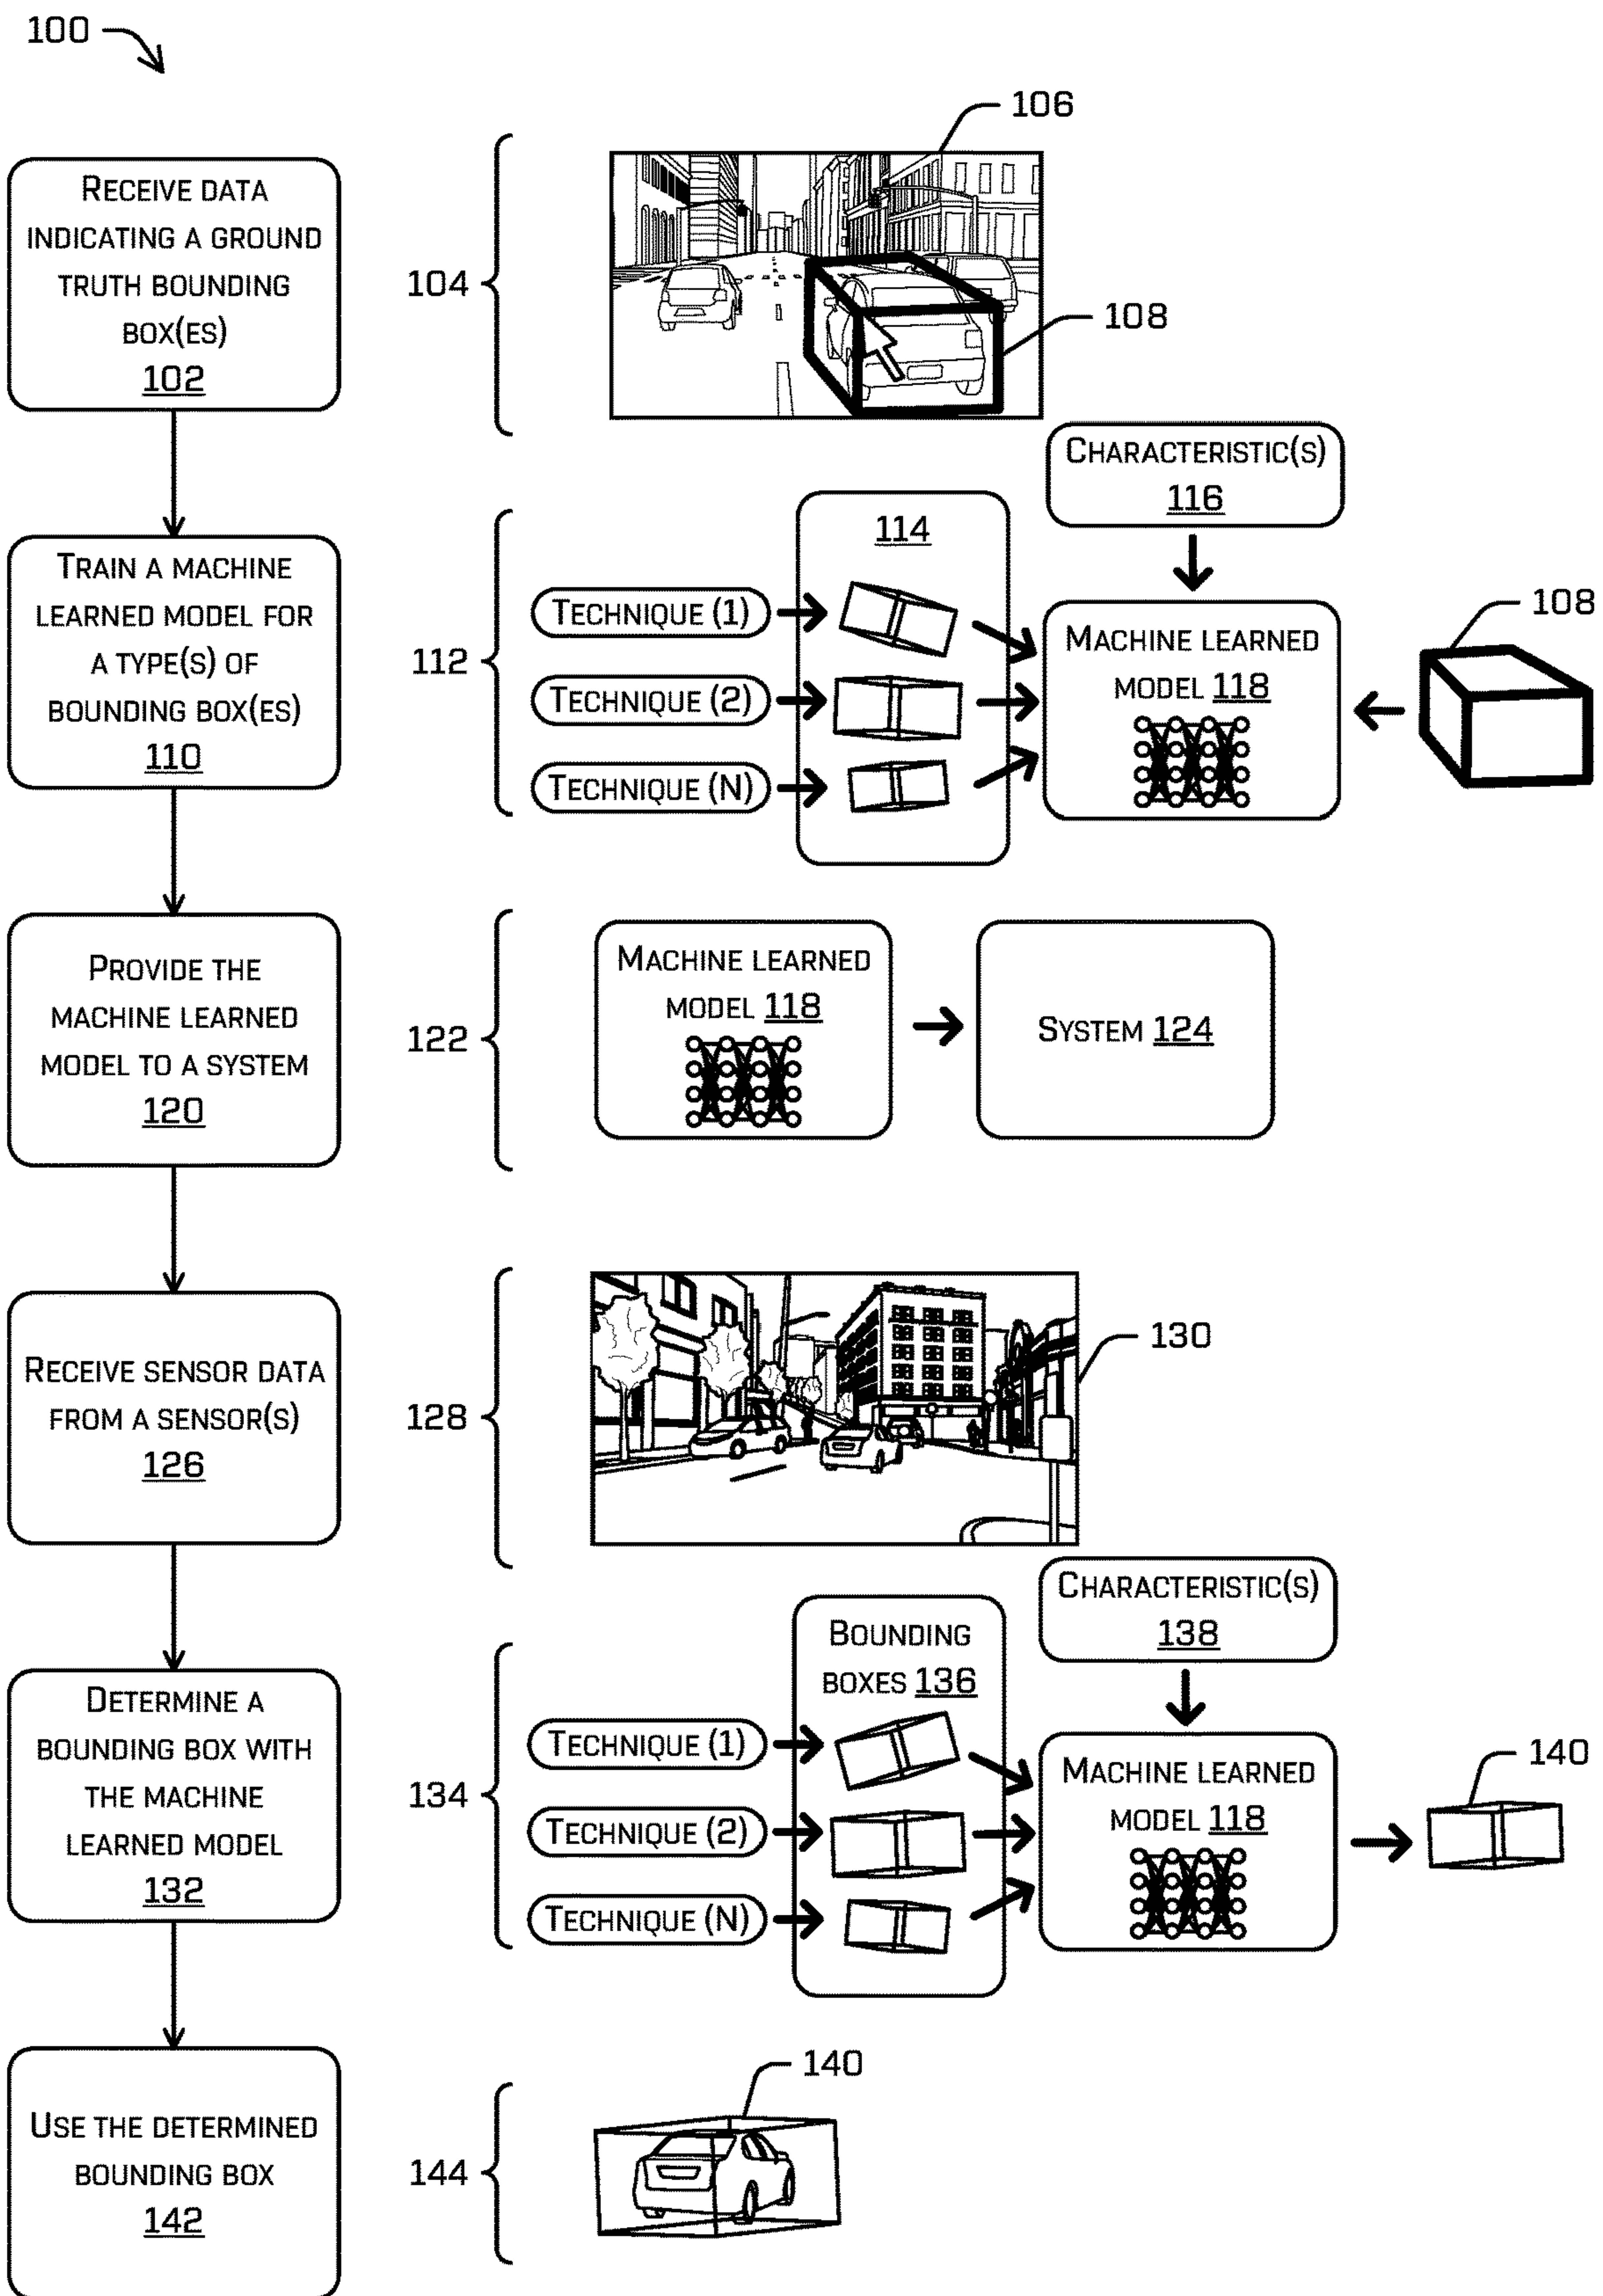 100
106
RECEIVE DATA
INDICATING A GROUND
TRUTH BOUNDING
BOX(ES)
102
104
108
CHARACTERISTIC(S)
116
TRAIN A MACHINE
LEARNED MODEL FOR
A TYPE(S) OF
BOUNDING BOX(ES)
110
112
114
TECHNIQUE (1)
TECHNIQUE (2)
TECHNIQUE (N)
MACHINE LEARNED
MODEL 118
108
PROVIDE THE
MACHINE LEARNED
MODEL TO A SYSTEM
120
122
MACHINE LEARNED
MODEL 118
SYSTEM 124
RECEIVE SENSOR DATA
FROM A SENSOR(S)
126
128
130
CHARACTERISTIC(S)
138
DETERMINE A
BOUNDING BOX WITH
THE MACHINE
LEARNED MODEL
132
134
BOUNDING
BOXES 136
TECHNIQUE (1)
TECHNIQUE (2)
TECHNIQUE (N)
MACHINE LEARNED
MODEL 118
140
USE THE DETERMINED
BOUNDING BOX
142
144
140